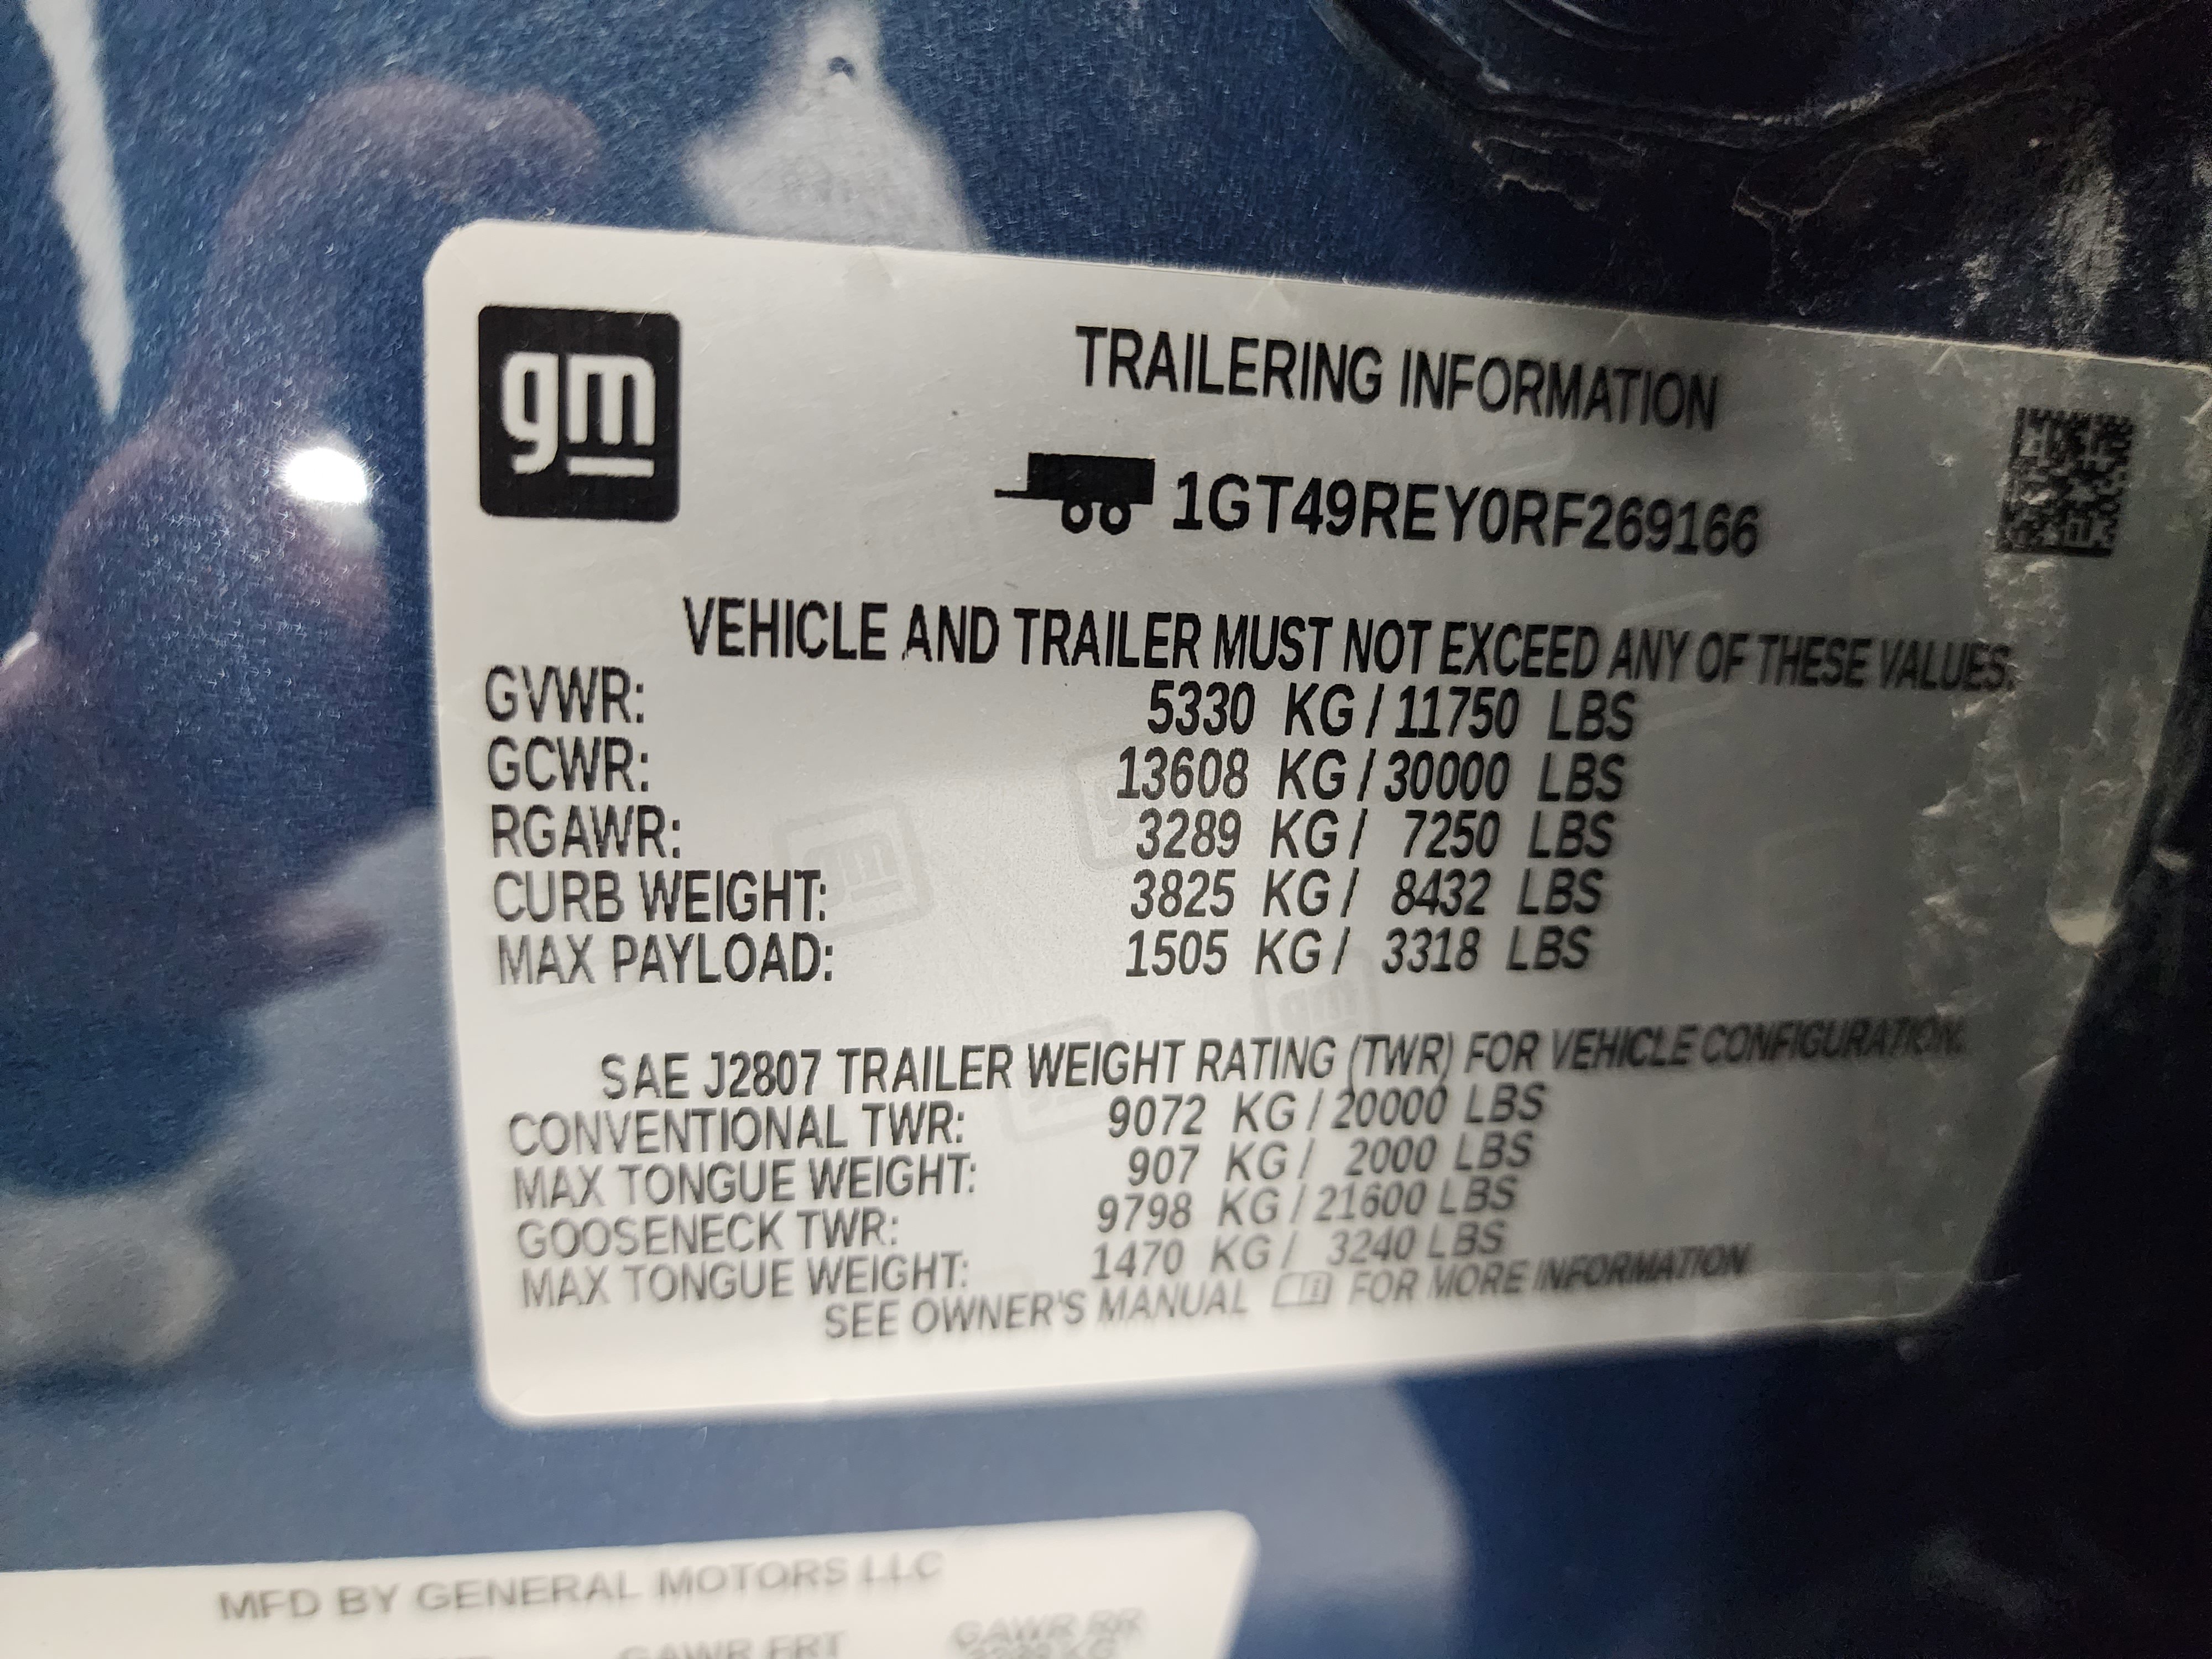 gm
TRAILERING INFORMATION
1GT49REY0RF269166
VEHICLE AND TRAILER MUST NOT EXCEED ANY OF THESE VALUES.
GVWR: 5330 KG / 11750 LBS
GCWR: 13608 KG / 30000 LBS
RGAWR: 3289 KG / 7250 LBS
CURB WEIGHT: 3825 KG / 8432 LBS
MAX PAYLOAD: 1505 KG / 3318 LBS
SAE J2807 TRAILER WEIGHT RATING (TWR) FOR VEHICLE CONFIGURATION.
CONVENTIONAL TWR: 9072 KG / 20000 LBS
MAX TONGUE WEIGHT: 907 KG / 2000 LBS
GOOSENECK TWR: 9798 KG / 21600 LBS
MAX TONGUE WEIGHT: 1470 KG / 3240 LBS
SEE OWNER'S MANUAL FOR MORE INFORMATION
MFD BY GENERAL MOTORS LLC
GAWR FRT GAWR RR
KG